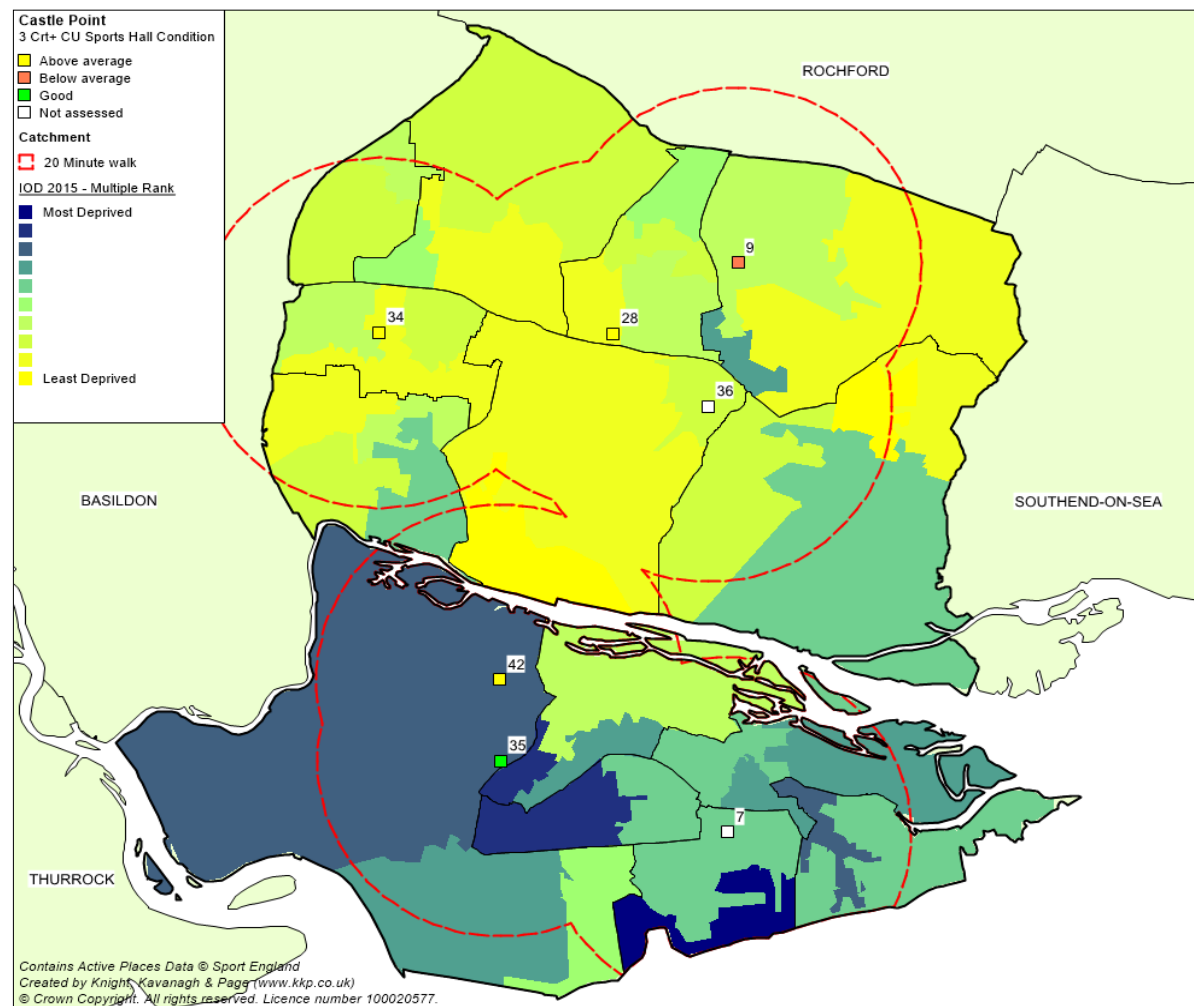 Castle Point
3 Crt+ CU Sports Hall Condition
Above average
Below average
Good
Not assessed
Catchment
20 Minute walk
IOD 2015 - Multiple Rank
Most Deprived
Least Deprived
ROCHFORD
9
34
28
36
BASILDON
SOUTHEND-ON-SEA
42
35
7
THURROCK
Contains Active Places Data © Sport England
Created by Knight, Kavanagh & Page (www.kkp.co.uk)
© Crown Copyright. All rights reserved. Licence number 100020577.